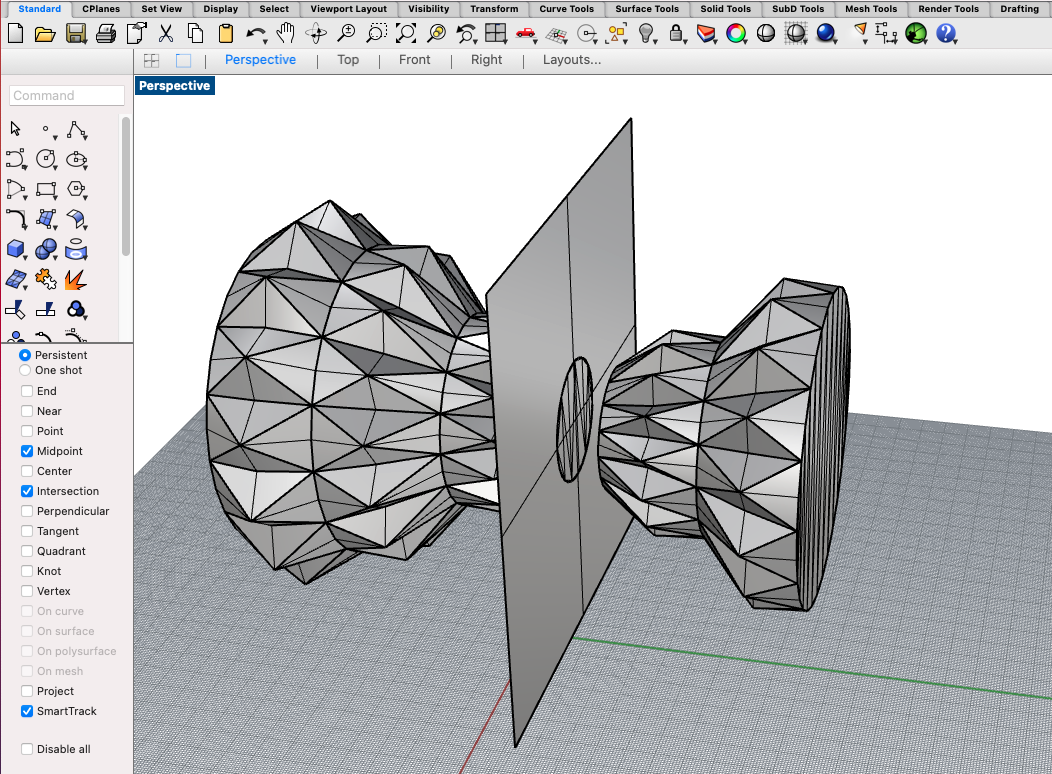 Standard CPlanes Set View Display Select Viewport Layout Visibility Transform Curve Tools Surface Tools Solid Tools SubD Tools Mesh Tools Render Tools Drafting
Perspective | Top | Front | Right | Layouts...
Perspective
Command
Persistent
One shot
End
Near
Point
Midpoint
Center
Intersection
Perpendicular
Tangent
Quadrant
Knot
Vertex
On curve
On surface
On polysurface
On mesh
Project
SmartTrack
Disable all